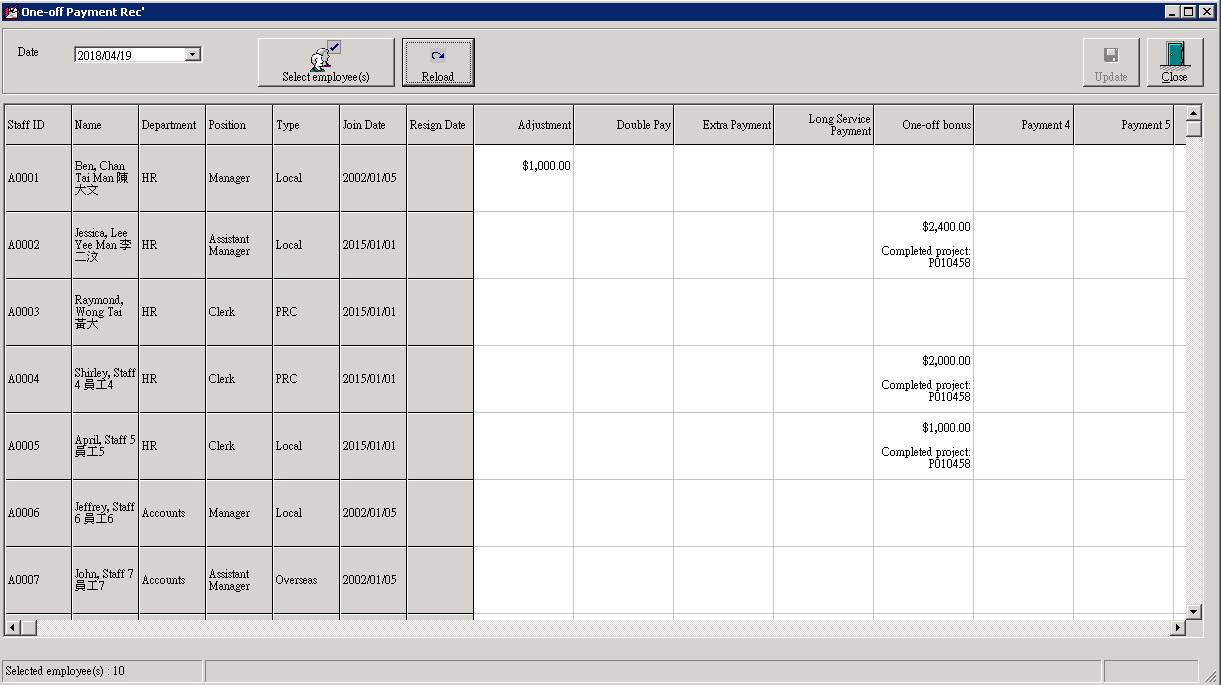 One-off Payment Rec'
Date
2018/04/19
Select employee(s)
Reload
Update
Close
Staff ID
Name
Department
Position
Type
Join Date
Resign Date
Adjustment
Double Pay
Extra Payment
Long Service
Payment
One-off bonus
Payment 4
Payment 5
A0001
Ben, Chan
Tai Man 陳
大文
HR
Manager
Local
2002/01/05
$1,000.00
A0002
Jessica, Lee
Yee Man 李
二汶
HR
Assistant
Manager
Local
2015/01/01
$2,400.00
Completed project:
P010458
A0003
Raymond,
Wong Tai
黃大
HR
Clerk
PRC
2015/01/01
A0004
Shirley, Staff
4 員工4
HR
Clerk
PRC
2015/01/01
$2,000.00
Completed project:
P010458
A0005
April, Staff 5
員工5
HR
Clerk
Local
2015/01/01
$1,000.00
Completed project:
P010458
A0006
Jeffrey, Staff
6 員工6
Accounts
Manager
Local
2002/01/05
A0007
John, Staff 7
員工7
Accounts
Assistant
Manager
Overseas
2002/01/05
Selected employee(s) : 10